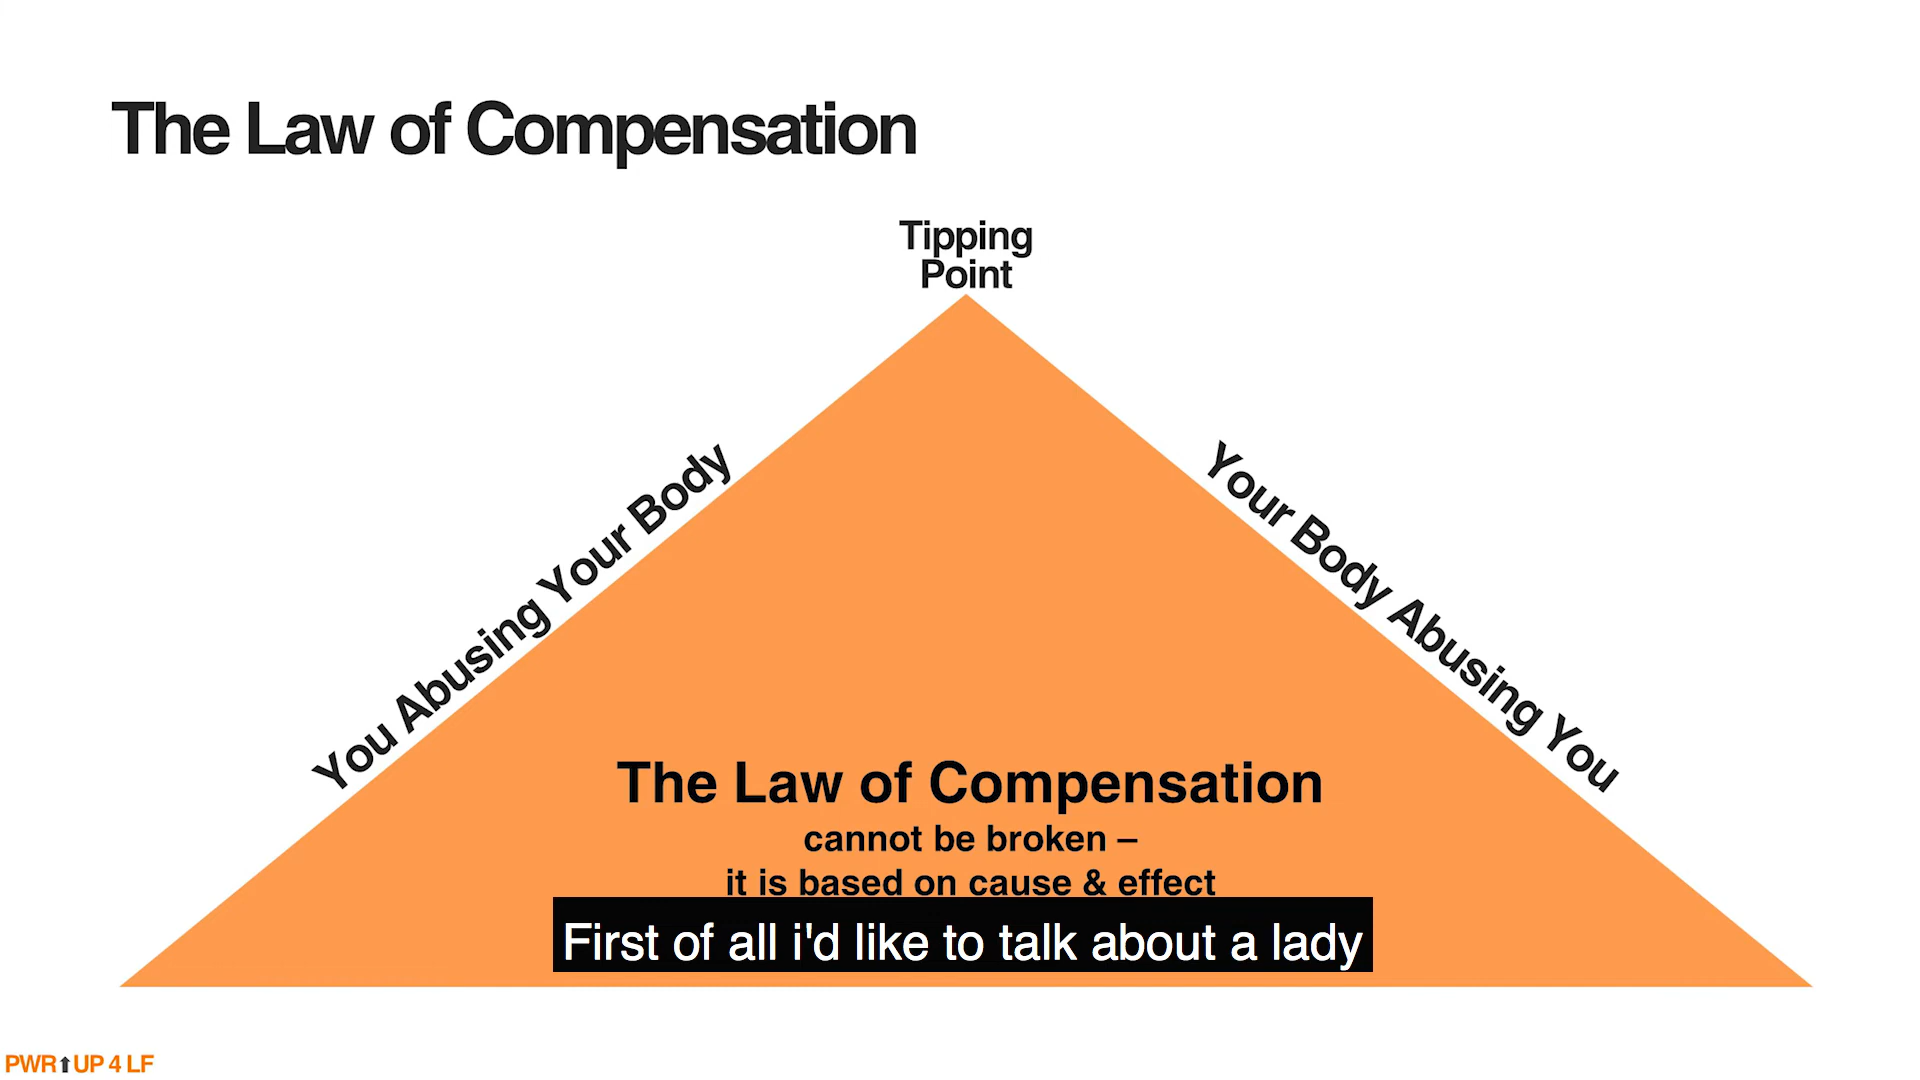 The Law of Compensation
Tipping
Point
You Abusing Your Body
Your Body Abusing You
The Law of Compensation
cannot be broken –
it is based on cause & effect
First of all i'd like to talk about a lady
PWR⬆UP 4 LF